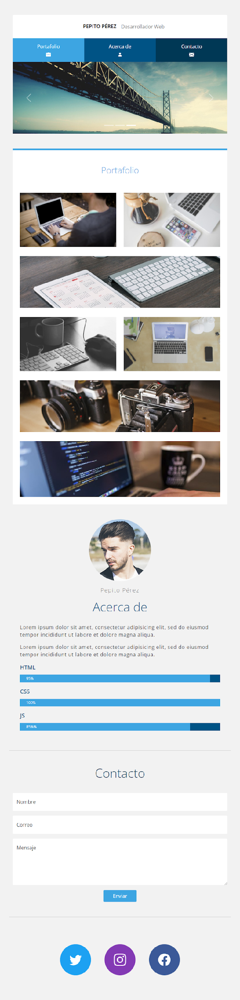 PEPITO PÉREZ Desarrollador Web
Portafolio Acerca de Contacto
Portafolio
Pepito Pérez
Acerca de
Lorem ipsum dolor sit amet, consectetur adipisicing elit, sed do eiusmod
tempor incididunt ut labore et dolore magna aliqua.
Lorem ipsum dolor sit amet, consectetur adipisicing elit, sed do eiusmod
tempor incididunt ut labore et dolore magna aliqua.
HTML
95%
CSS
100%
JS
85%%
Contacto
Nombre
Correo
Mensaje
Enviar